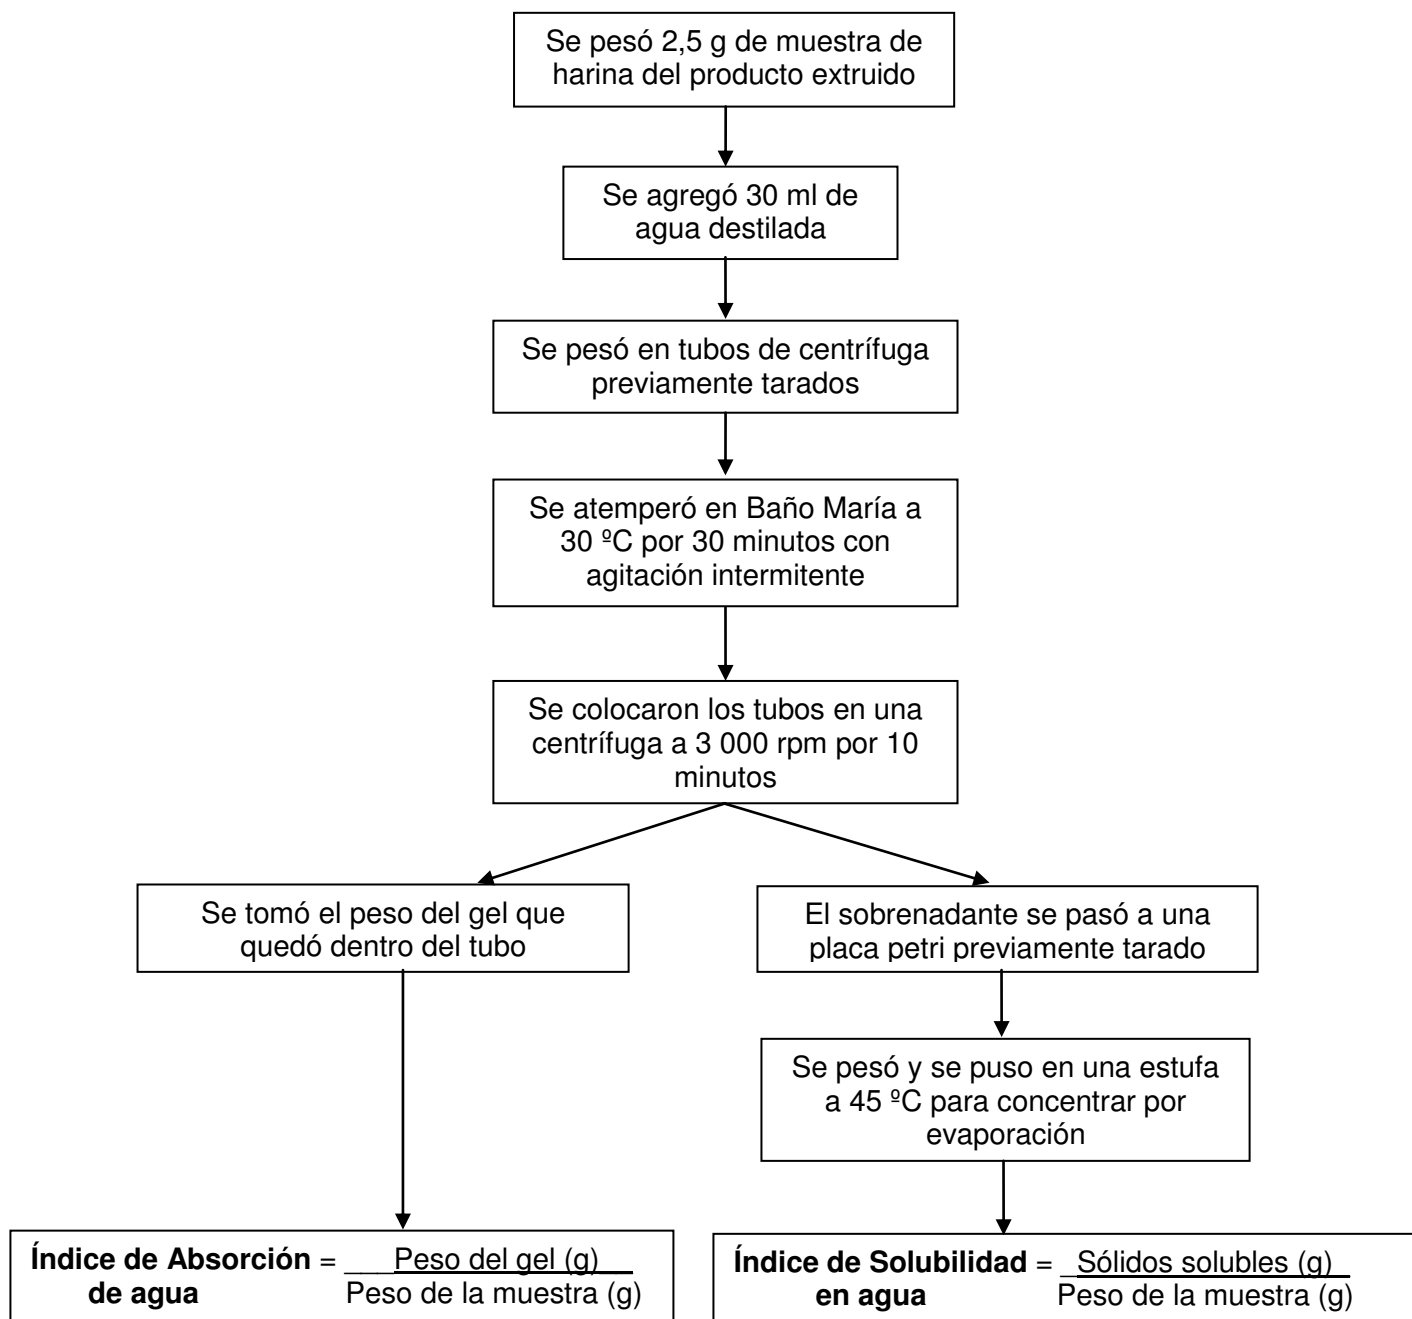 Se pesó 2,5 g de muestra de
harina del producto extruido
Se agregó 30 ml de
agua destilada
Se pesó en tubos de centrífuga
previamente tarados
Se atemperó en Baño María a
30 ºC por 30 minutos con
agitación intermitente
Se colocaron los tubos en una
centrífuga a 3 000 rpm por 10
minutos
Se tomó el peso del gel que
quedó dentro del tubo
El sobrenadante se pasó a una
placa petri previamente tarado
Se pesó y se puso en una estufa
a 45 ºC para concentrar por
evaporación
Índice de Absorción = ___Peso del gel (g)__
de agua Peso de la muestra (g)
Índice de Solubilidad = _Sólidos solubles (g)_
en agua Peso de la muestra (g)